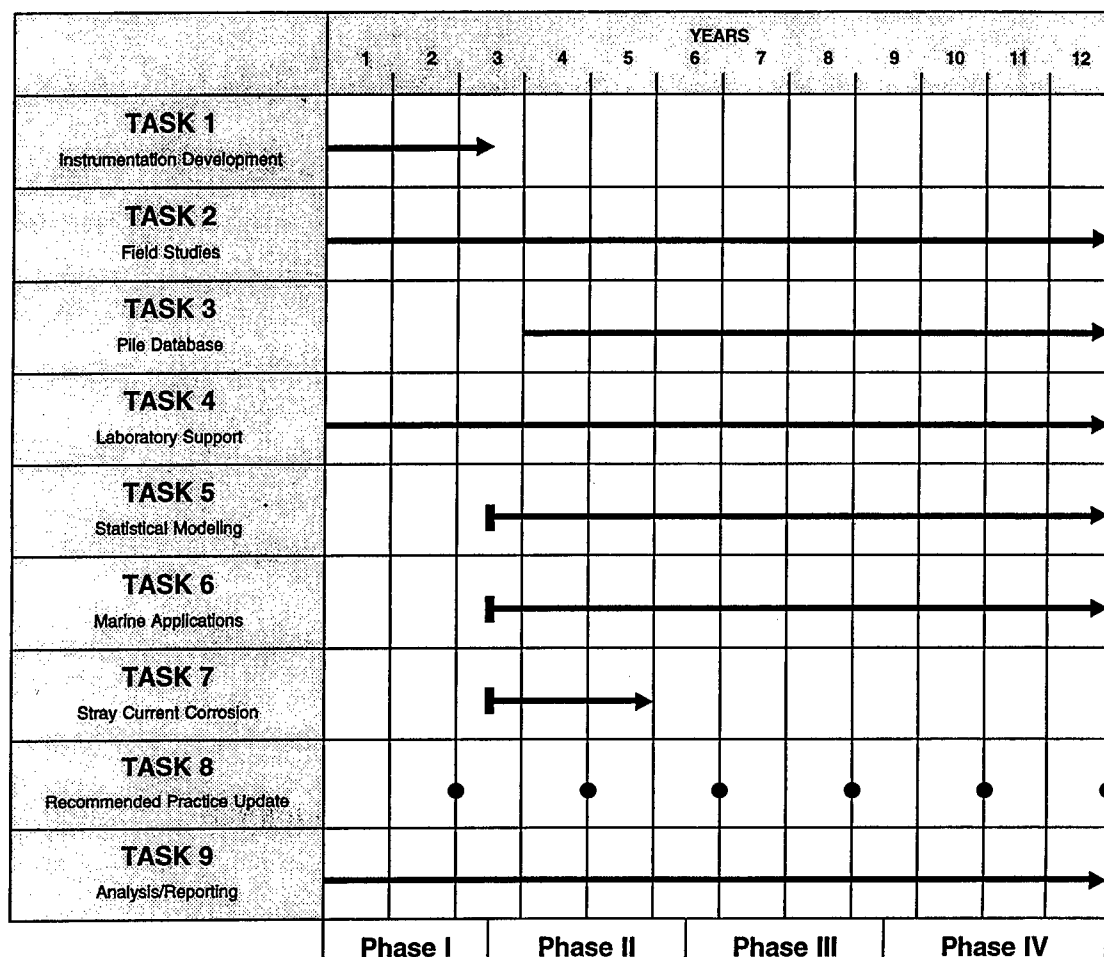 YEARS
1 2 3 4 5 6 7 8 9 10 11 12
TASK 1
Instrumentation Development
TASK 2
Field Studies
TASK 3
Pile Database
TASK 4
Laboratory Support
TASK 5
Statistical Modeling
TASK 6
Marine Applications
TASK 7
Stray Current Corrosion
TASK 8
Recommended Practice Update
TASK 9
Analysis/Reporting
Phase I Phase II Phase III Phase IV